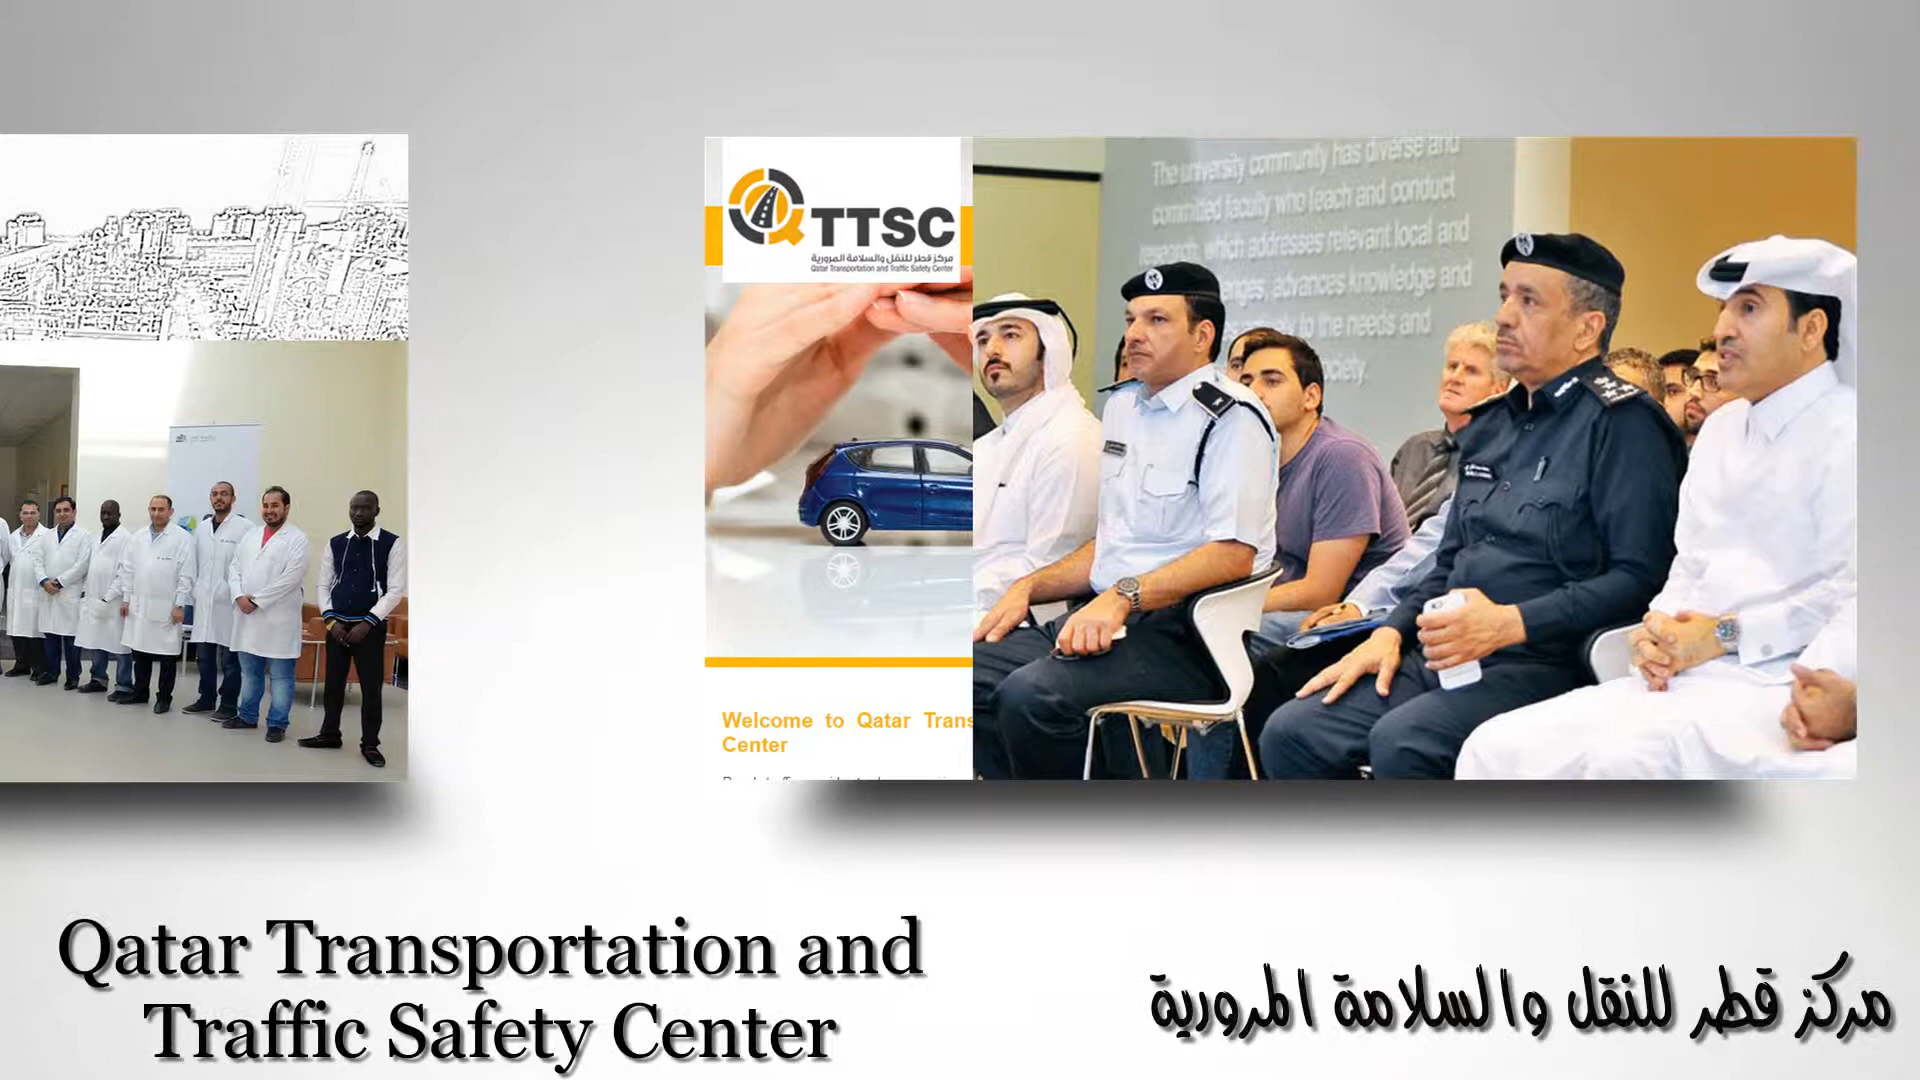 The university community has diverse and
committed faculty who teach and conduct
research, which addresses relevant local and
advances knowledge and
to the needs and
society.
QTTSC
مركز قطر للنقل والسلامة المرورية
Qatar Transportation and Traffic Safety Center
Welcome to Qatar Trans
Center
Qatar Transportation and
Traffic Safety Center
مركز قطر للنقل والسلامة المرورية